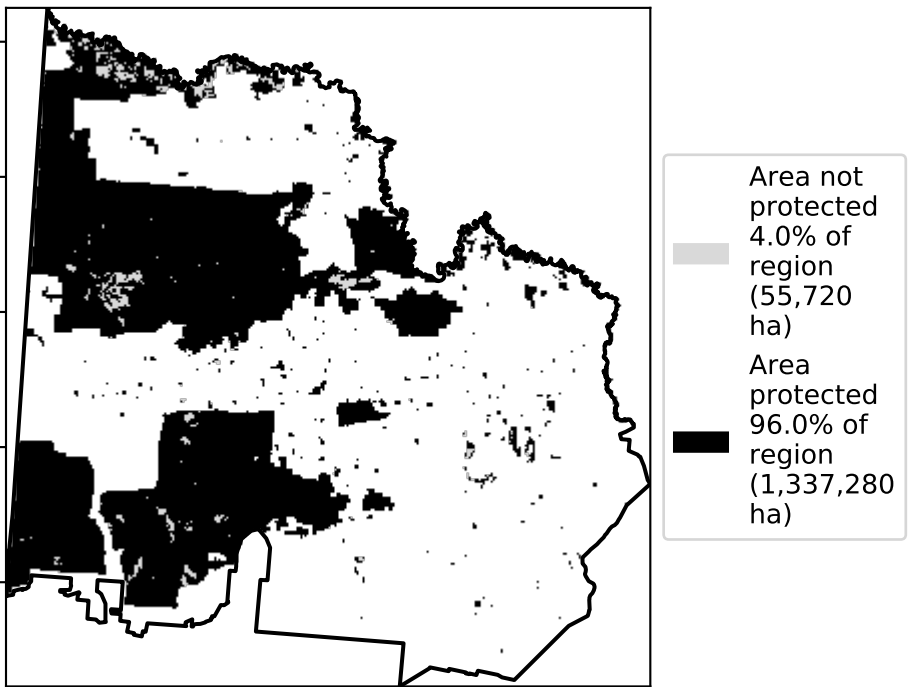 Area not
protected
4.0% of
region
(55,720
ha)
Area
protected
96.0% of
region
(1,337,280
ha)